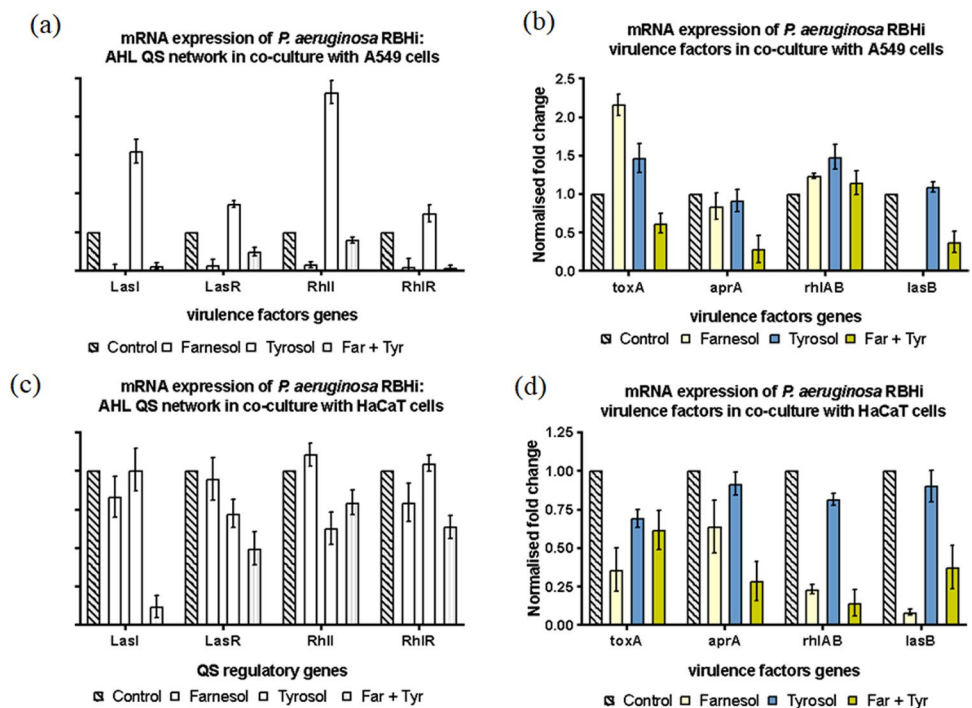 (a)
mRNA expression of P. aeruginosa RBHi:
AHL QS network in co-culture with A549 cells
LasI LasR RhlI RhlR
virulence factors genes
Control Farnesol Tyrosol Far + Tyr
(b)
mRNA expression of P. aeruginosa RBHi
virulence factors in co-culture with A549 cells
Normalised fold change
2.5
2.0
1.5
1.0
0.5
0.0
toxA aprA rhlAB lasB
virulence factors genes
Control Farnesol Tyrosol Far + Tyr
(c)
mRNA expression of P. aeruginosa RBHi:
AHL QS network in co-culture with HaCaT cells
LasI LasR RhlI RhlR
QS regulatory genes
Control Farnesol Tyrosol Far + Tyr
(d)
mRNA expression of P. aeruginosa RBHi
virulence factors in co-culture with HaCaT cells
Normalised fold change
1.25
1.00
0.75
0.50
0.25
0.00
toxA aprA rhlAB lasB
virulence factors genes
Control Farnesol Tyrosol Far + Tyr